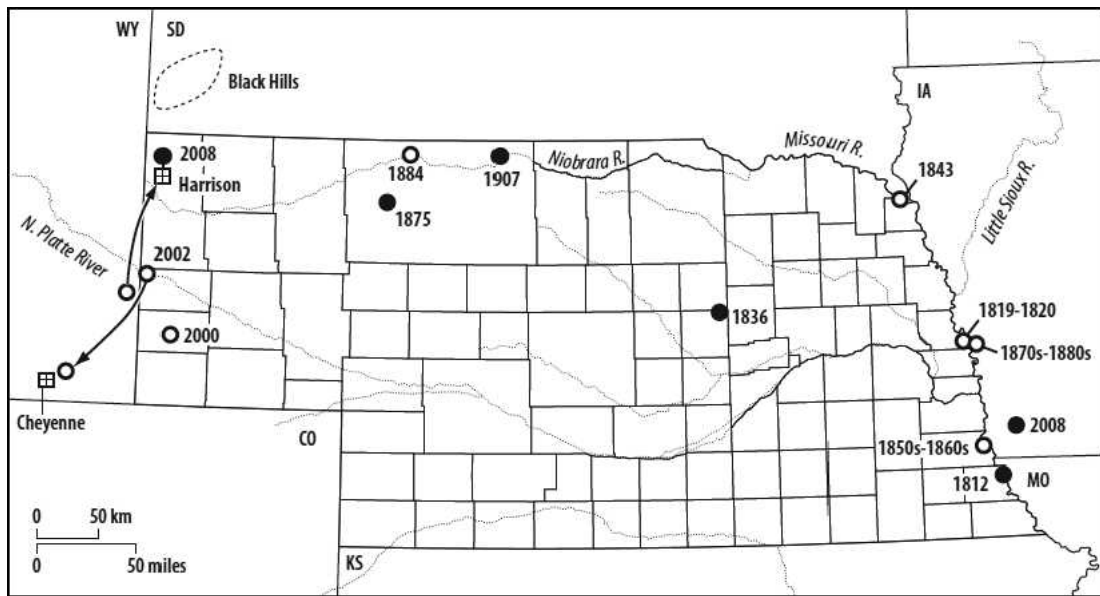 WY
SD
Black Hills
IA
Missouri R.
2008
Niobrara R.
1884
1907
1843
Harrison
1875
Little Sioux R.
N. Platte River
2002
1819-1820
1836
2000
1870s-1880s
Cheyenne
CO
2008
1850s-1860s
1812
MO
0 50 km
0 50 miles
KS